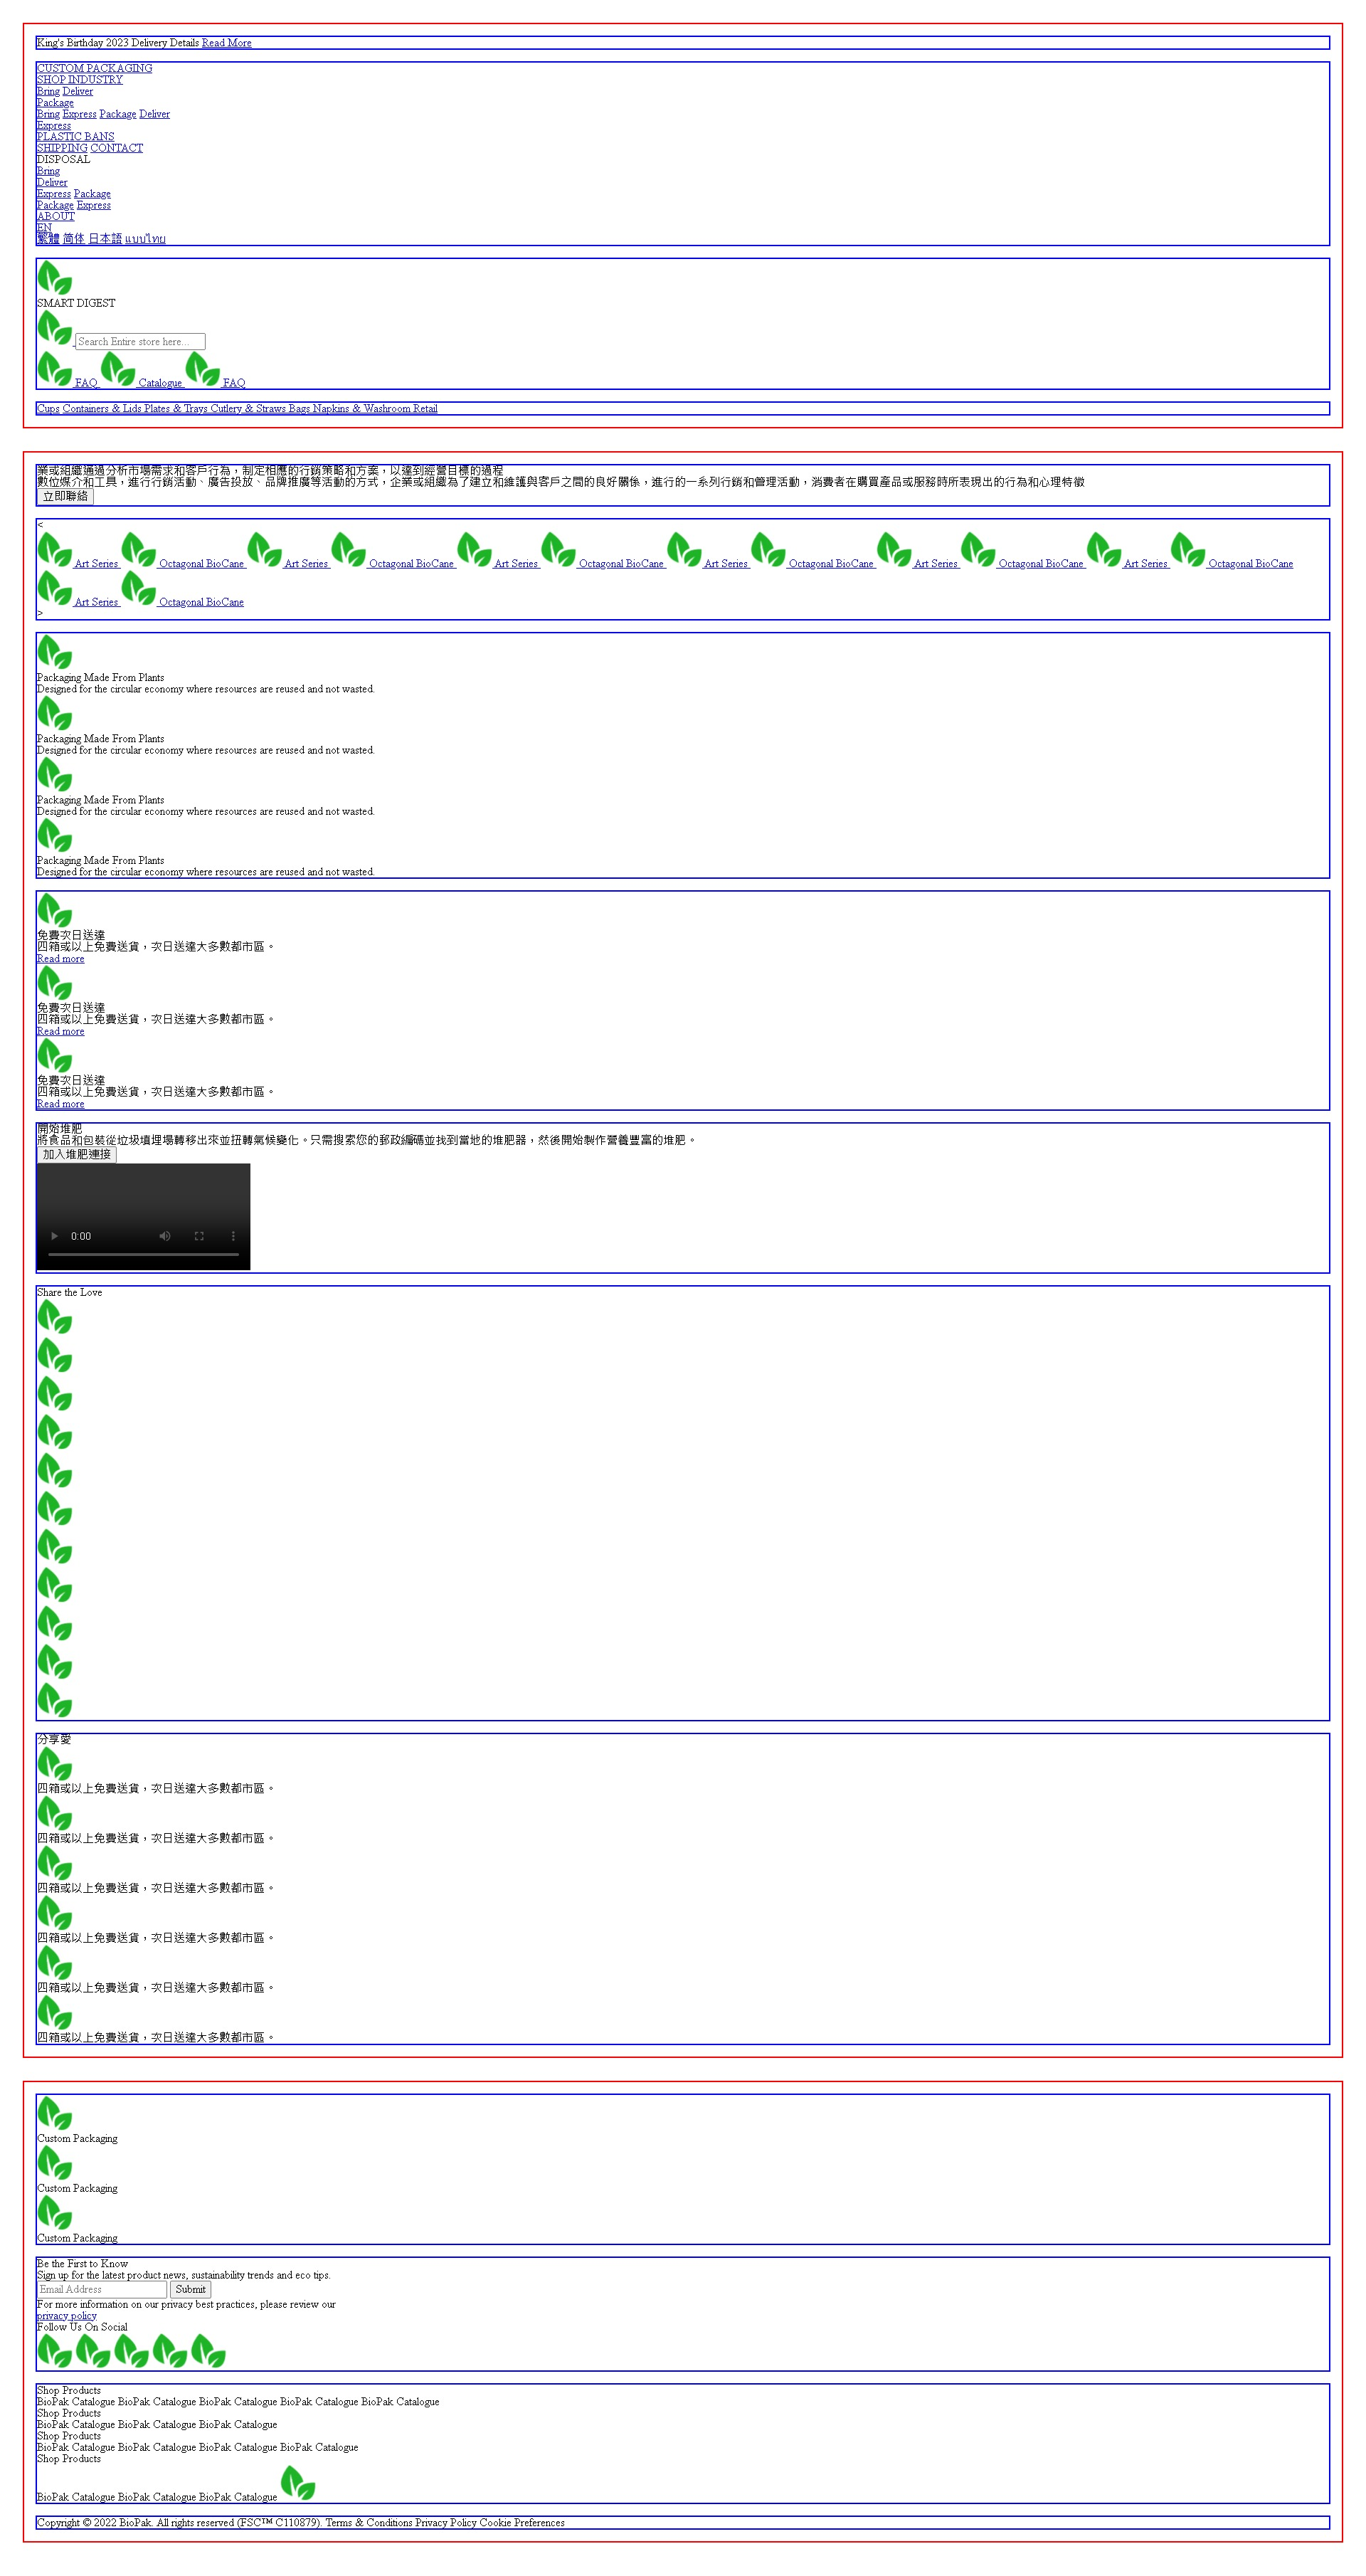 King's Birthday 2023 Delivery Details Read More
CUSTOM PACKAGING
SHOP INDUSTRY
Bring Deliver
Package
Bring Express Package Deliver
Express
PLASTIC BANS
SHIPPING CONTACT
DISPOSAL
Bring
Deliver
Express Package
Package Express
ABOUT
EN
繁體 简体 日本語 แบบไทย
SMART DIGEST
Search Entire store here...
FAQ Catalogue FAQ
Cups Containers & Lids Plates & Trays Cutlery & Straws Bags Napkins & Washroom Retail
業或組織通過分析市場需求和客戶行為，制定相應的行銷策略和方案，以達到經營目標的過程
數位媒介和工具，進行行銷活動、廣告投放、品牌推廣等活動的方式，企業或組織為了建立和維護與客戶之間的良好關係，進行的一系列行銷和管理活動，消費者在購買產品或服務時所表現出的行為和心理特徵
立即聯絡
<
Art Series Octagonal BioCane Art Series Octagonal BioCane Art Series Octagonal BioCane Art Series Octagonal BioCane Art Series Octagonal BioCane Art Series Octagonal BioCane
Art Series Octagonal BioCane
>
Packaging Made From Plants
Designed for the circular economy where resources are reused and not wasted.
Packaging Made From Plants
Designed for the circular economy where resources are reused and not wasted.
Packaging Made From Plants
Designed for the circular economy where resources are reused and not wasted.
Packaging Made From Plants
Designed for the circular economy where resources are reused and not wasted.
免費次日送達
四箱或以上免費送貨，次日送達大多數都市區。
Read more
免費次日送達
四箱或以上免費送貨，次日送達大多數都市區。
Read more
免費次日送達
四箱或以上免費送貨，次日送達大多數都市區。
Read more
開始堆肥
將食品和包裝從垃圾填埋場轉移出來並扭轉氣候變化。只需搜索您的郵政編碼並找到當地的堆肥器，然後開始製作營養豐富的堆肥。
加入堆肥連接
0:00
Share the Love
分享愛
四箱或以上免費送貨，次日送達大多數都市區。
四箱或以上免費送貨，次日送達大多數都市區。
四箱或以上免費送貨，次日送達大多數都市區。
四箱或以上免費送貨，次日送達大多數都市區。
四箱或以上免費送貨，次日送達大多數都市區。
四箱或以上免費送貨，次日送達大多數都市區。
Custom Packaging
Custom Packaging
Custom Packaging
Be the First to Know
Sign up for the latest product news, sustainability trends and eco tips.
Email Address Submit
For more information on our privacy best practices, please review our
privacy policy
Follow Us On Social
Shop Products
BioPak Catalogue BioPak Catalogue BioPak Catalogue BioPak Catalogue BioPak Catalogue
Shop Products
BioPak Catalogue BioPak Catalogue BioPak Catalogue
Shop Products
BioPak Catalogue BioPak Catalogue BioPak Catalogue BioPak Catalogue
Shop Products
BioPak Catalogue BioPak Catalogue BioPak Catalogue
Copyright © 2022 BioPak. All rights reserved (FSC™ C110879). Terms & Conditions Privacy Policy Cookie Preferences